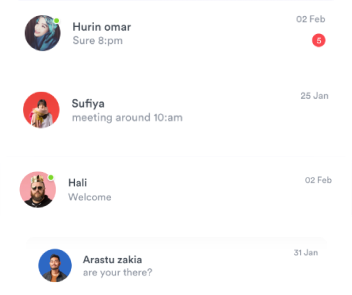 Hurin omar
02 Feb
Sure 8:pm
5
Sufiya
25 Jan
meeting around 10:am
Hali
02 Feb
Welcome
Arastu zakia
31 Jan
are your there?